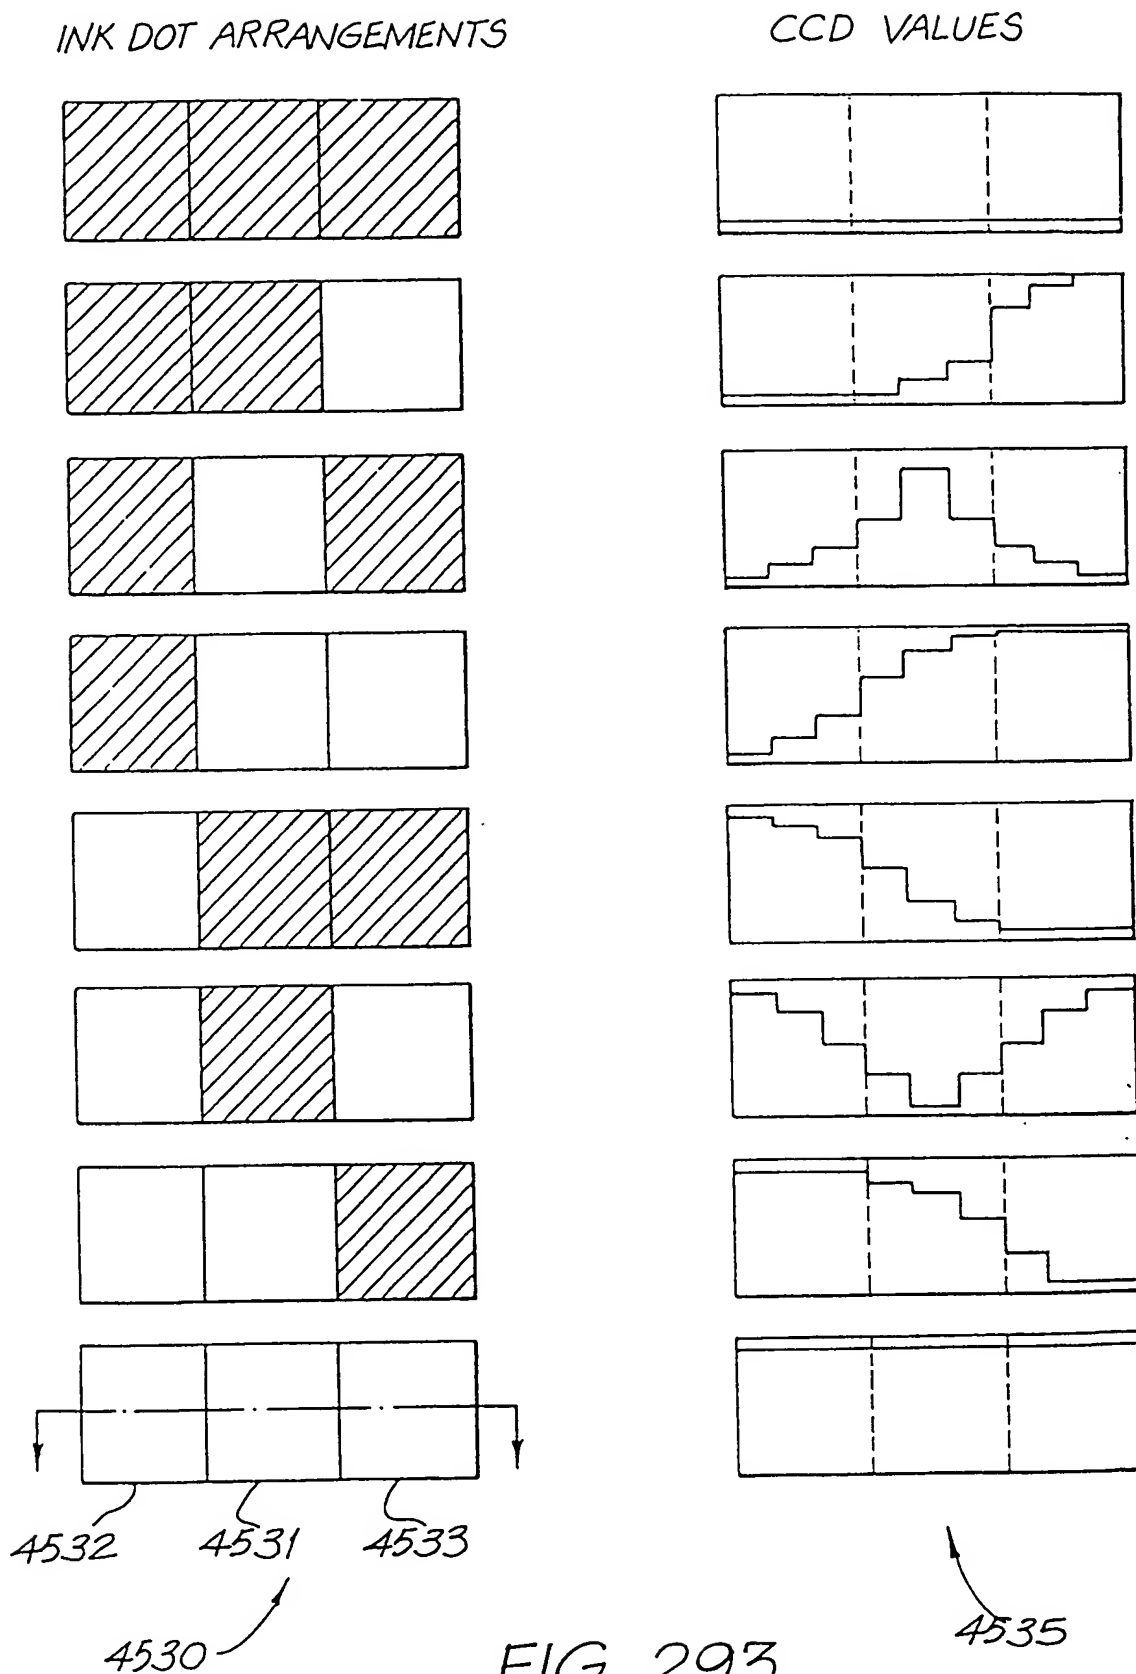 INK DOT ARRANGEMENTS
CCD VALUES
4532
4531
4533
4530
4535
FIG. 293